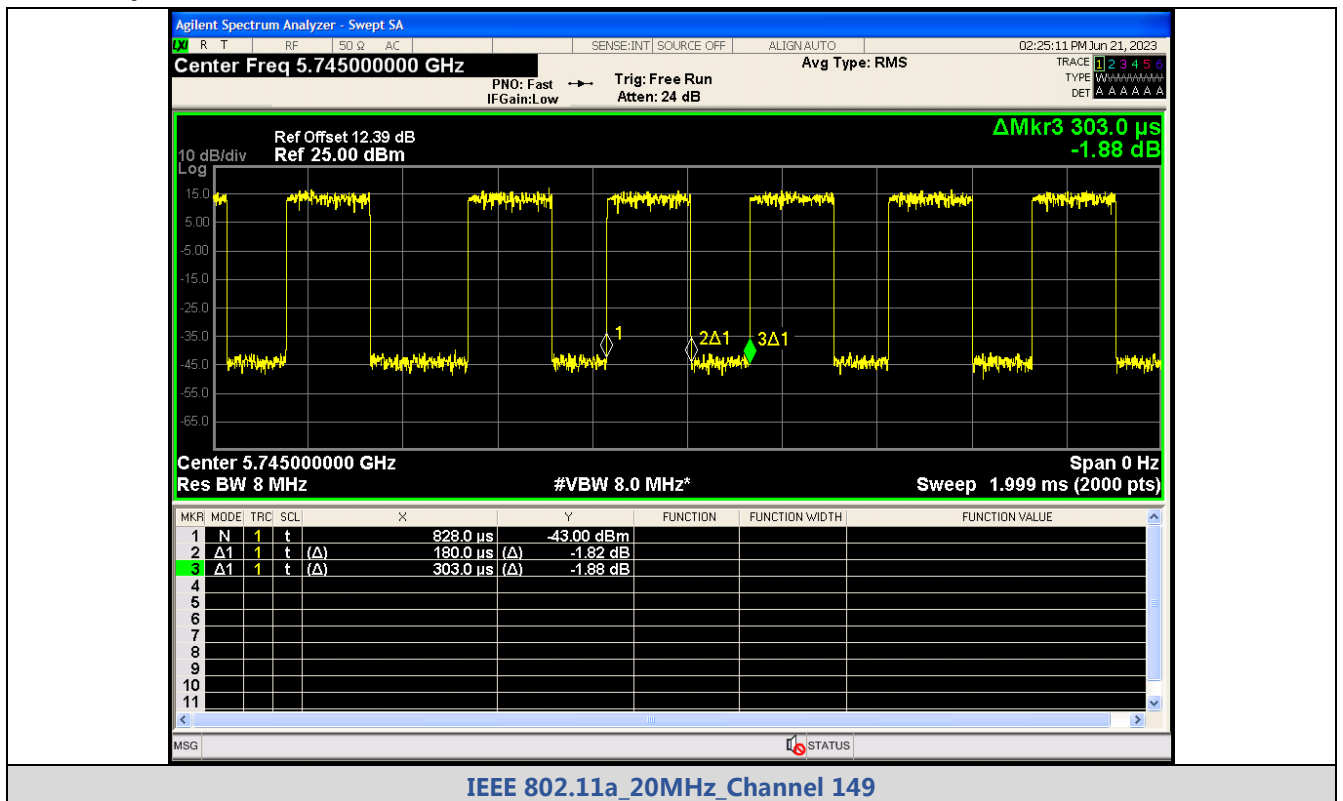 Agilent Spectrum Analyzer - Swept SA
LXI R T RF 50 Ω AC SENSE:INT SOURCE OFF ALIGN AUTO 02:25:11 PM Jun 21, 2023
Center Freq 5.745000000 GHz Avg Type: RMS TRACE 1 2 3 4 5 6
PNO: Fast Trig: Free Run TYPE WWWWWW
IFGain:Low Atten: 24 dB DET A A A A A A
ΔMkr3 303.0 µs
-1.88 dB
Ref Offset 12.39 dB
10 dB/div Ref 25.00 dBm
Log
15.0
5.00
-5.00
-15.0
-25.0
-35.0
-45.0
-55.0
-65.0
1 2Δ1 3Δ1
Center 5.745000000 GHz Span 0 Hz
Res BW 8 MHz #VBW 8.0 MHz* Sweep 1.999 ms (2000 pts)
MKR MODE TRC SCL X Y FUNCTION FUNCTION WIDTH FUNCTION VALUE
1 N 1 t 828.0 µs -43.00 dBm
2 Δ1 1 t (Δ) 180.0 µs (Δ) -1.82 dB
3 Δ1 1 t (Δ) 303.0 µs (Δ) -1.88 dB
4
5
6
7
8
9
10
11
MSG STATUS
IEEE 802.11a_20MHz_Channel 149